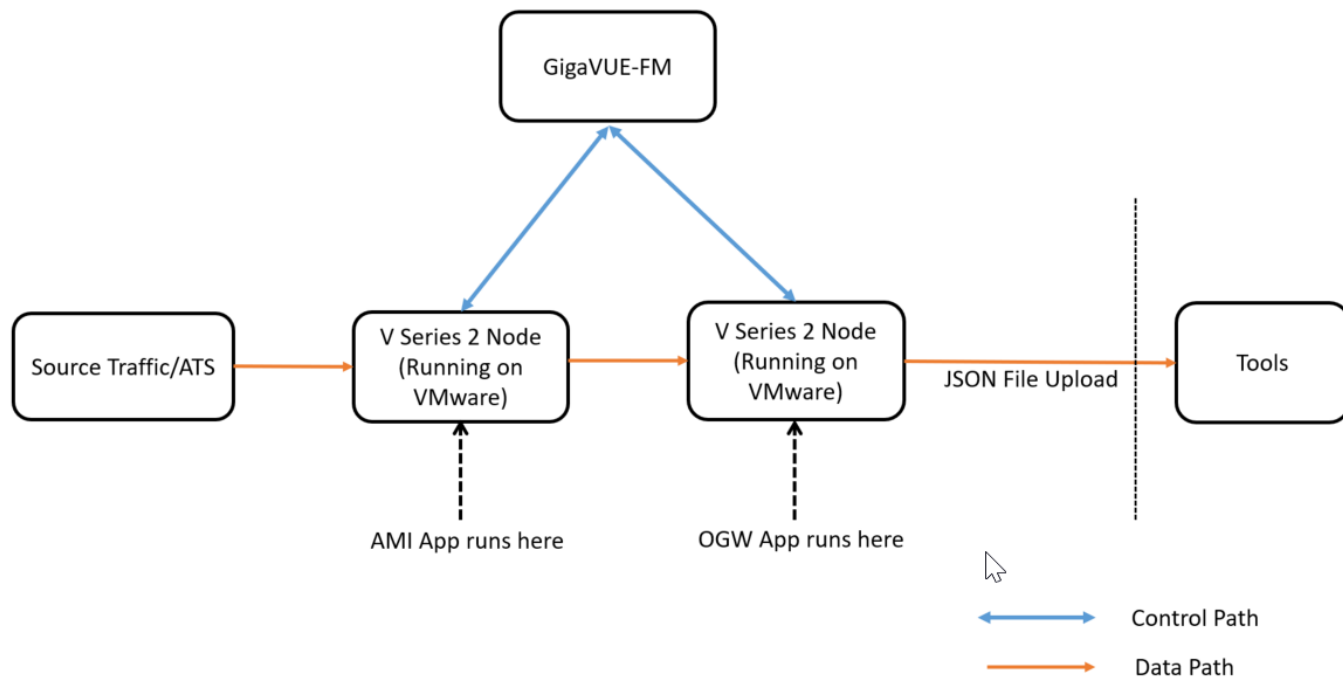 GigaVUE-FM
Source Traffic/ATS
V Series 2 Node
(Running on
VMware)
V Series 2 Node
(Running on
VMware)
JSON File Upload
Tools
AMI App runs here
OGW App runs here
Control Path
Data Path